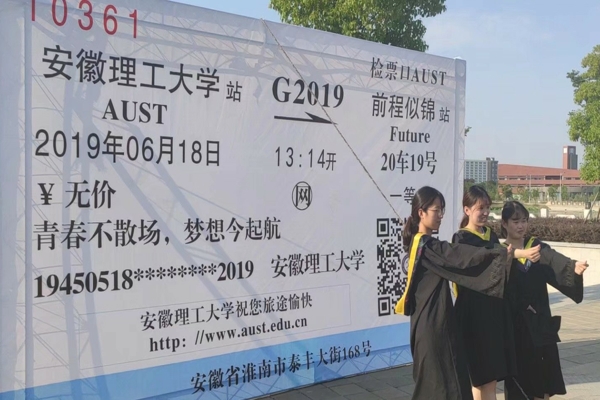 10361
安徽理工大学站
AUST
G2019
检票口AUST
前程似锦站
Future
2019年06月18日
13:14开
20车19号
¥ 无价
网
一等
青春不散场，梦想今起航
19450518********2019 安徽理工大学
安徽理工大学祝您旅途愉快
http: //www.aust.edu.cn
安徽省淮南市泰丰大街168号